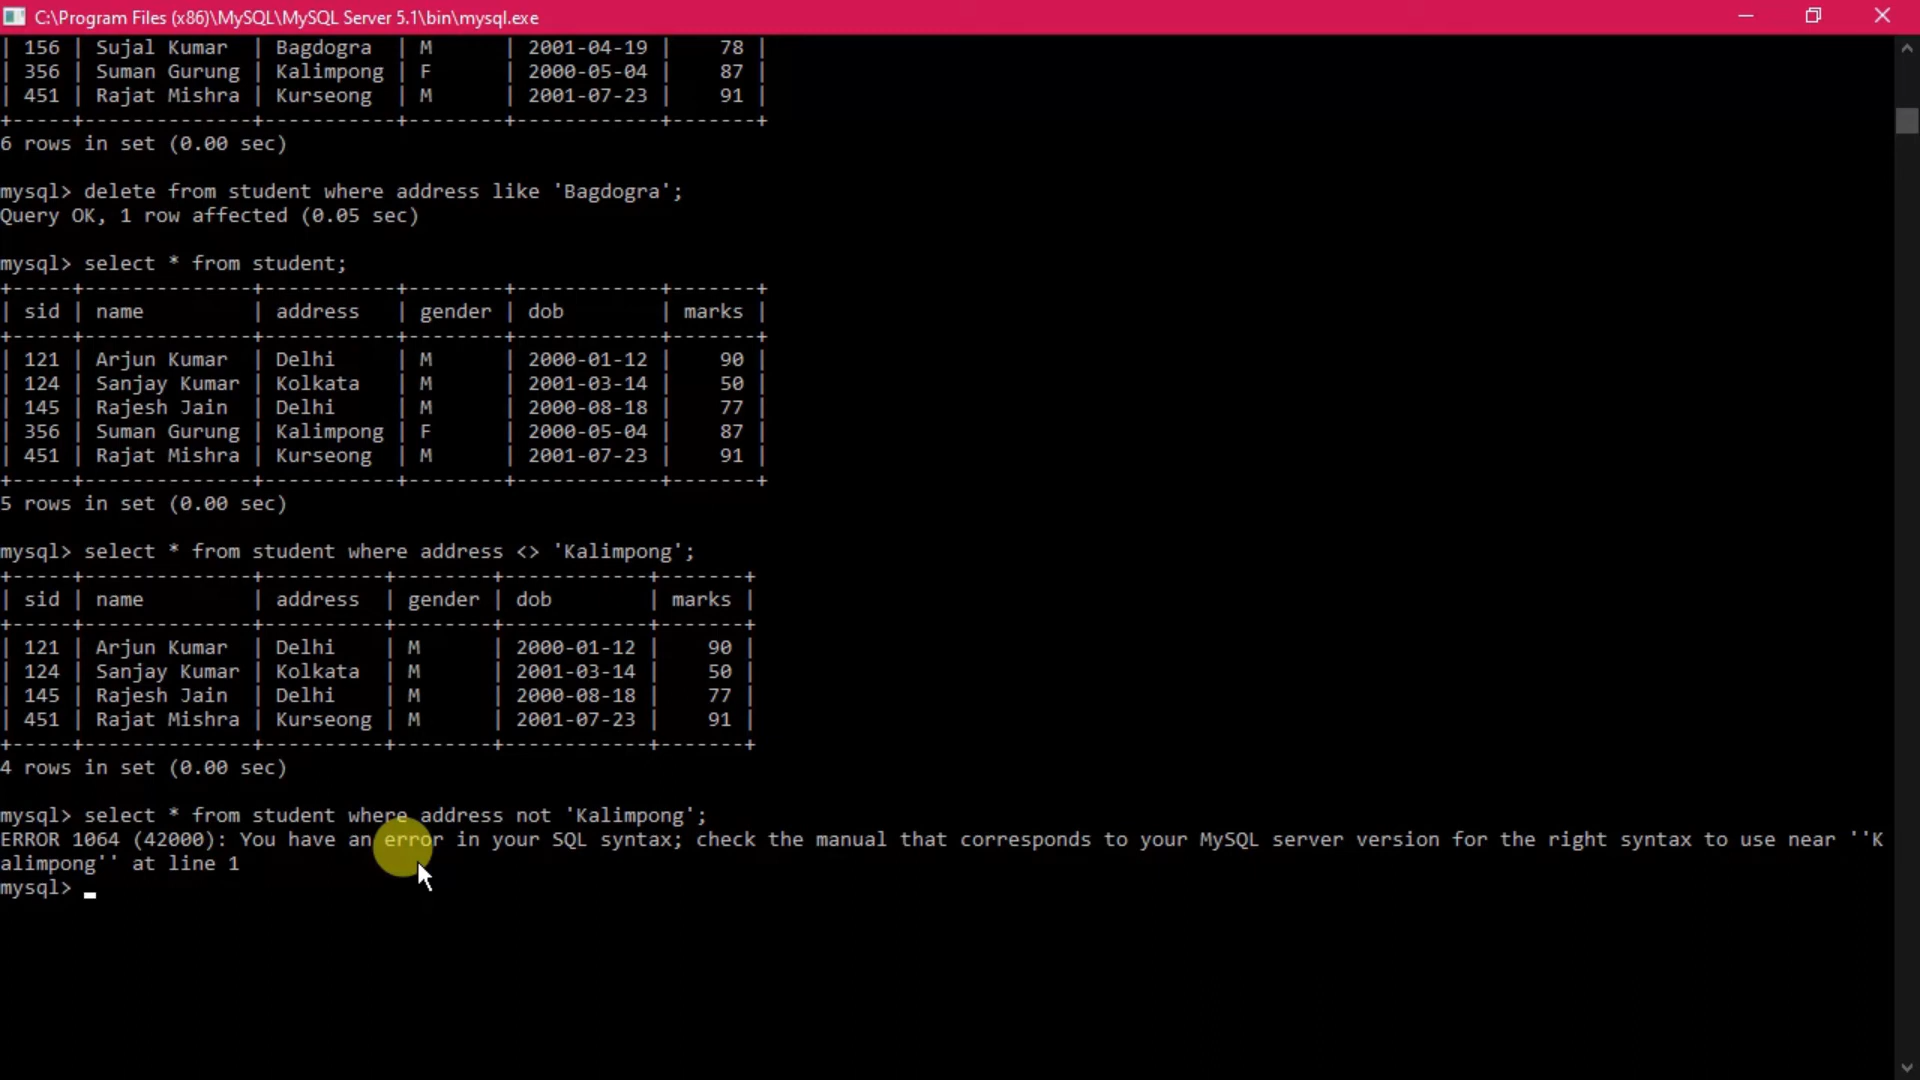 C:\Program Files (x86)\MySQL\MySQL Server 5.1\bin\mysql.exe
| 156 | Sujal Kumar  | Bagdogra  | M      | 2001-04-19 |    78 |
| 356 | Suman Gurung | Kalimpong | F      | 2000-05-04 |    87 |
| 451 | Rajat Mishra | Kurseong  | M      | 2001-07-23 |    91 |
+-----+--------------+-----------+--------+------------+-------+
6 rows in set (0.00 sec)
mysql> delete from student where address like 'Bagdogra';
Query OK, 1 row affected (0.05 sec)
mysql> select * from student;
+-----+--------------+-----------+--------+------------+-------+
| sid | name         | address   | gender | dob        | marks |
+-----+--------------+-----------+--------+------------+-------+
| 121 | Arjun Kumar  | Delhi     | M      | 2000-01-12 |    90 |
| 124 | Sanjay Kumar | Kolkata   | M      | 2001-03-14 |    50 |
| 145 | Rajesh Jain  | Delhi     | M      | 2000-08-18 |    77 |
| 356 | Suman Gurung | Kalimpong | F      | 2000-05-04 |    87 |
| 451 | Rajat Mishra | Kurseong  | M      | 2001-07-23 |    91 |
+-----+--------------+-----------+--------+------------+-------+
5 rows in set (0.00 sec)
mysql> select * from student where address <> 'Kalimpong';
+-----+--------------+----------+--------+------------+-------+
| sid | name         | address  | gender | dob        | marks |
+-----+--------------+----------+--------+------------+-------+
| 121 | Arjun Kumar  | Delhi    | M      | 2000-01-12 |    90 |
| 124 | Sanjay Kumar | Kolkata  | M      | 2001-03-14 |    50 |
| 145 | Rajesh Jain  | Delhi    | M      | 2000-08-18 |    77 |
| 451 | Rajat Mishra | Kurseong | M      | 2001-07-23 |    91 |
+-----+--------------+----------+--------+------------+-------+
4 rows in set (0.00 sec)
mysql> select * from student where address not 'Kalimpong';
ERROR 1064 (42000): You have an error in your SQL syntax; check the manual that corresponds to your MySQL server version for the right syntax to use near ''K
alimpong'' at line 1
mysql>